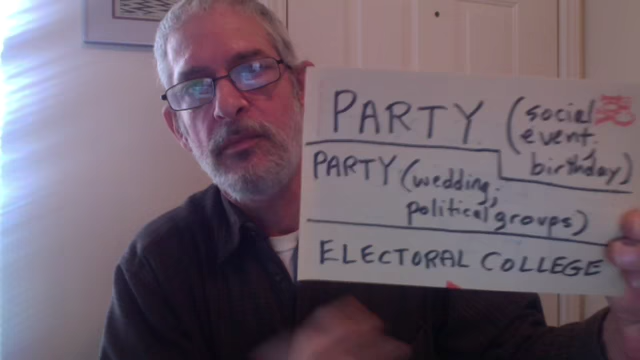 PARTY (social
event,
birthday)
PARTY (wedding,
political groups)
ELECTORAL COLLEGE